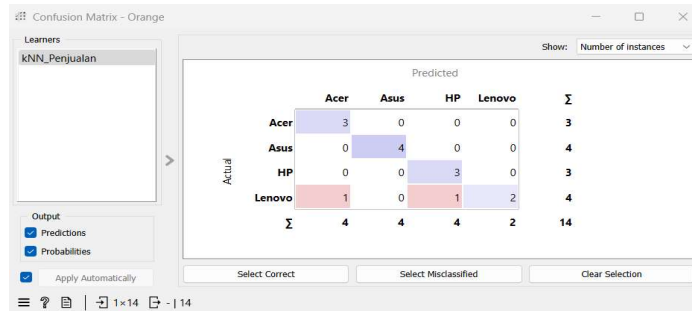 Confusion Matrix - Orange
Learners
kNN_Penjualan
Show: Number of instances
Predicted
Acer Asus HP Lenovo Σ
Actual
Acer 3 0 0 0 3
Asus 0 4 0 0 4
HP 0 0 3 0 3
Lenovo 1 0 1 2 4
Σ 4 4 4 2 14
Output
Predictions
Probabilities
Apply Automatically
Select Correct Select Misclassified Clear Selection
1×14 - | 14